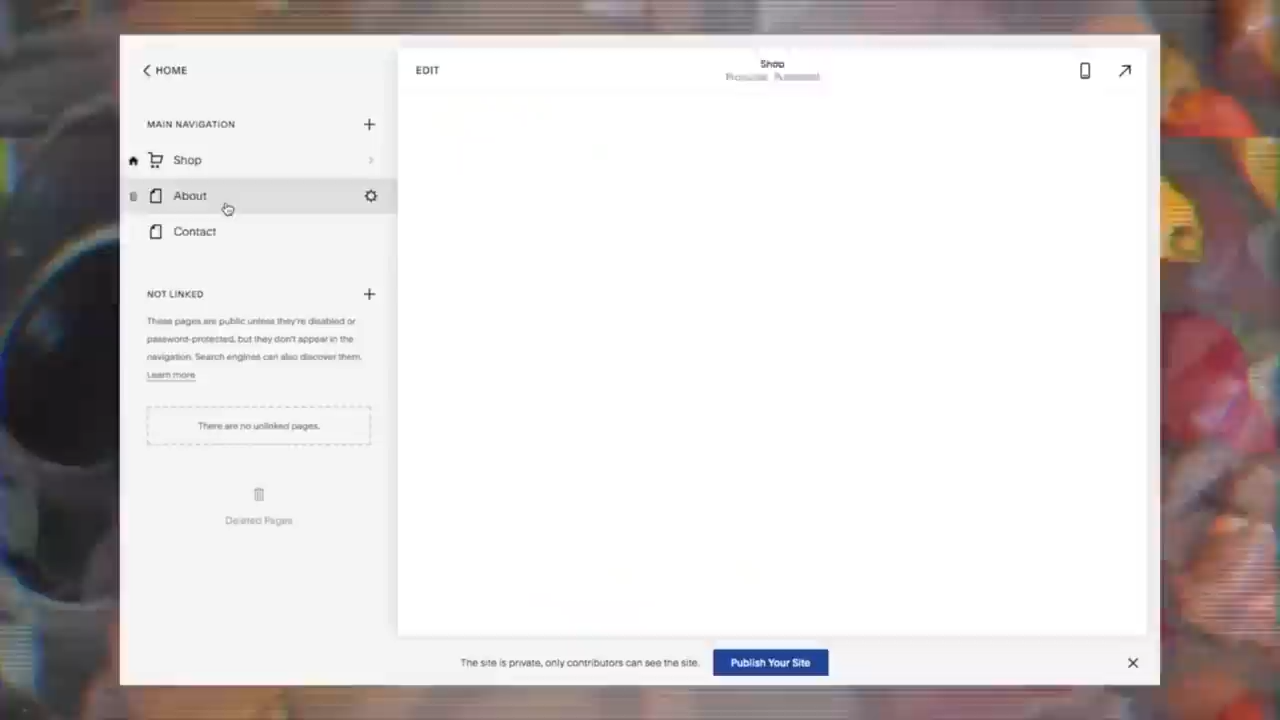 HOME
MAIN NAVIGATION
Shop
About
Contact
NOT LINKED
These pages are public unless they're disabled or
password-protected, but they don't appear in the
navigation. Search engines can also discover them.
Learn more
There are no unlinked pages.
Deleted Pages
EDIT
Shop
The site is private, only contributors can see the site.
Publish Your Site